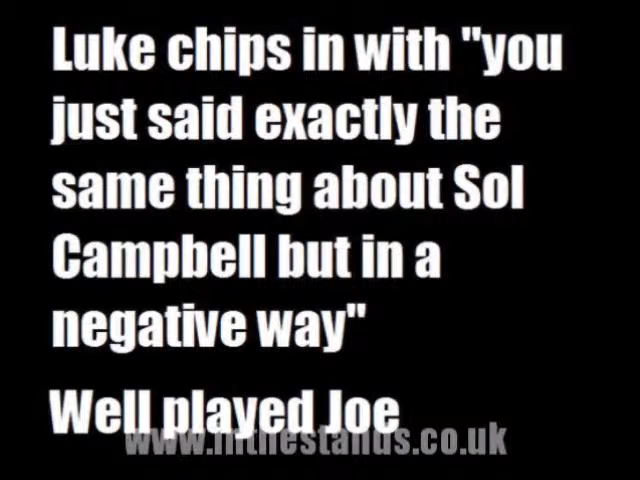 Luke chips in with "you
just said exactly the
same thing about Sol
Campbell but in a
negative way"
Well played Joe
www.inthestands.co.uk